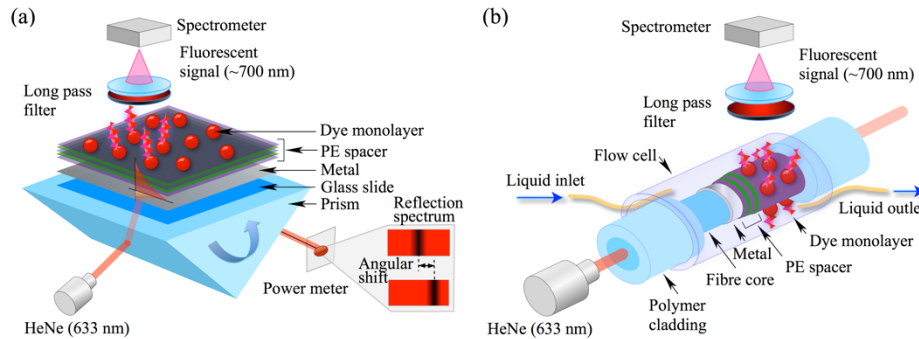 (a)
Spectrometer
Fluorescent
signal (~700 nm)
Long pass
filter
Dye monolayer
PE spacer
Metal
Glass slide
Prism
Reflection
spectrum
Angular
shift
Power meter
HeNe (633 nm)
(b)
Spectrometer
Fluorescent
signal (~700 nm)
Long pass
filter
Flow cell
Liquid inlet
Liquid outlet
Dye monolayer
Metal
PE spacer
Fibre core
Polymer
cladding
HeNe (633 nm)